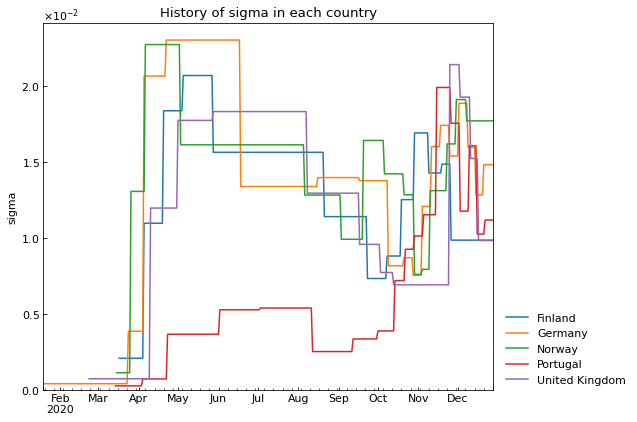 History of sigma in each country
×10⁻²
2.0
1.5
1.0
0.5
0.0
sigma
Feb Mar Apr May Jun Jul Aug Sep Oct Nov Dec
2020
Finland
Germany
Norway
Portugal
United Kingdom